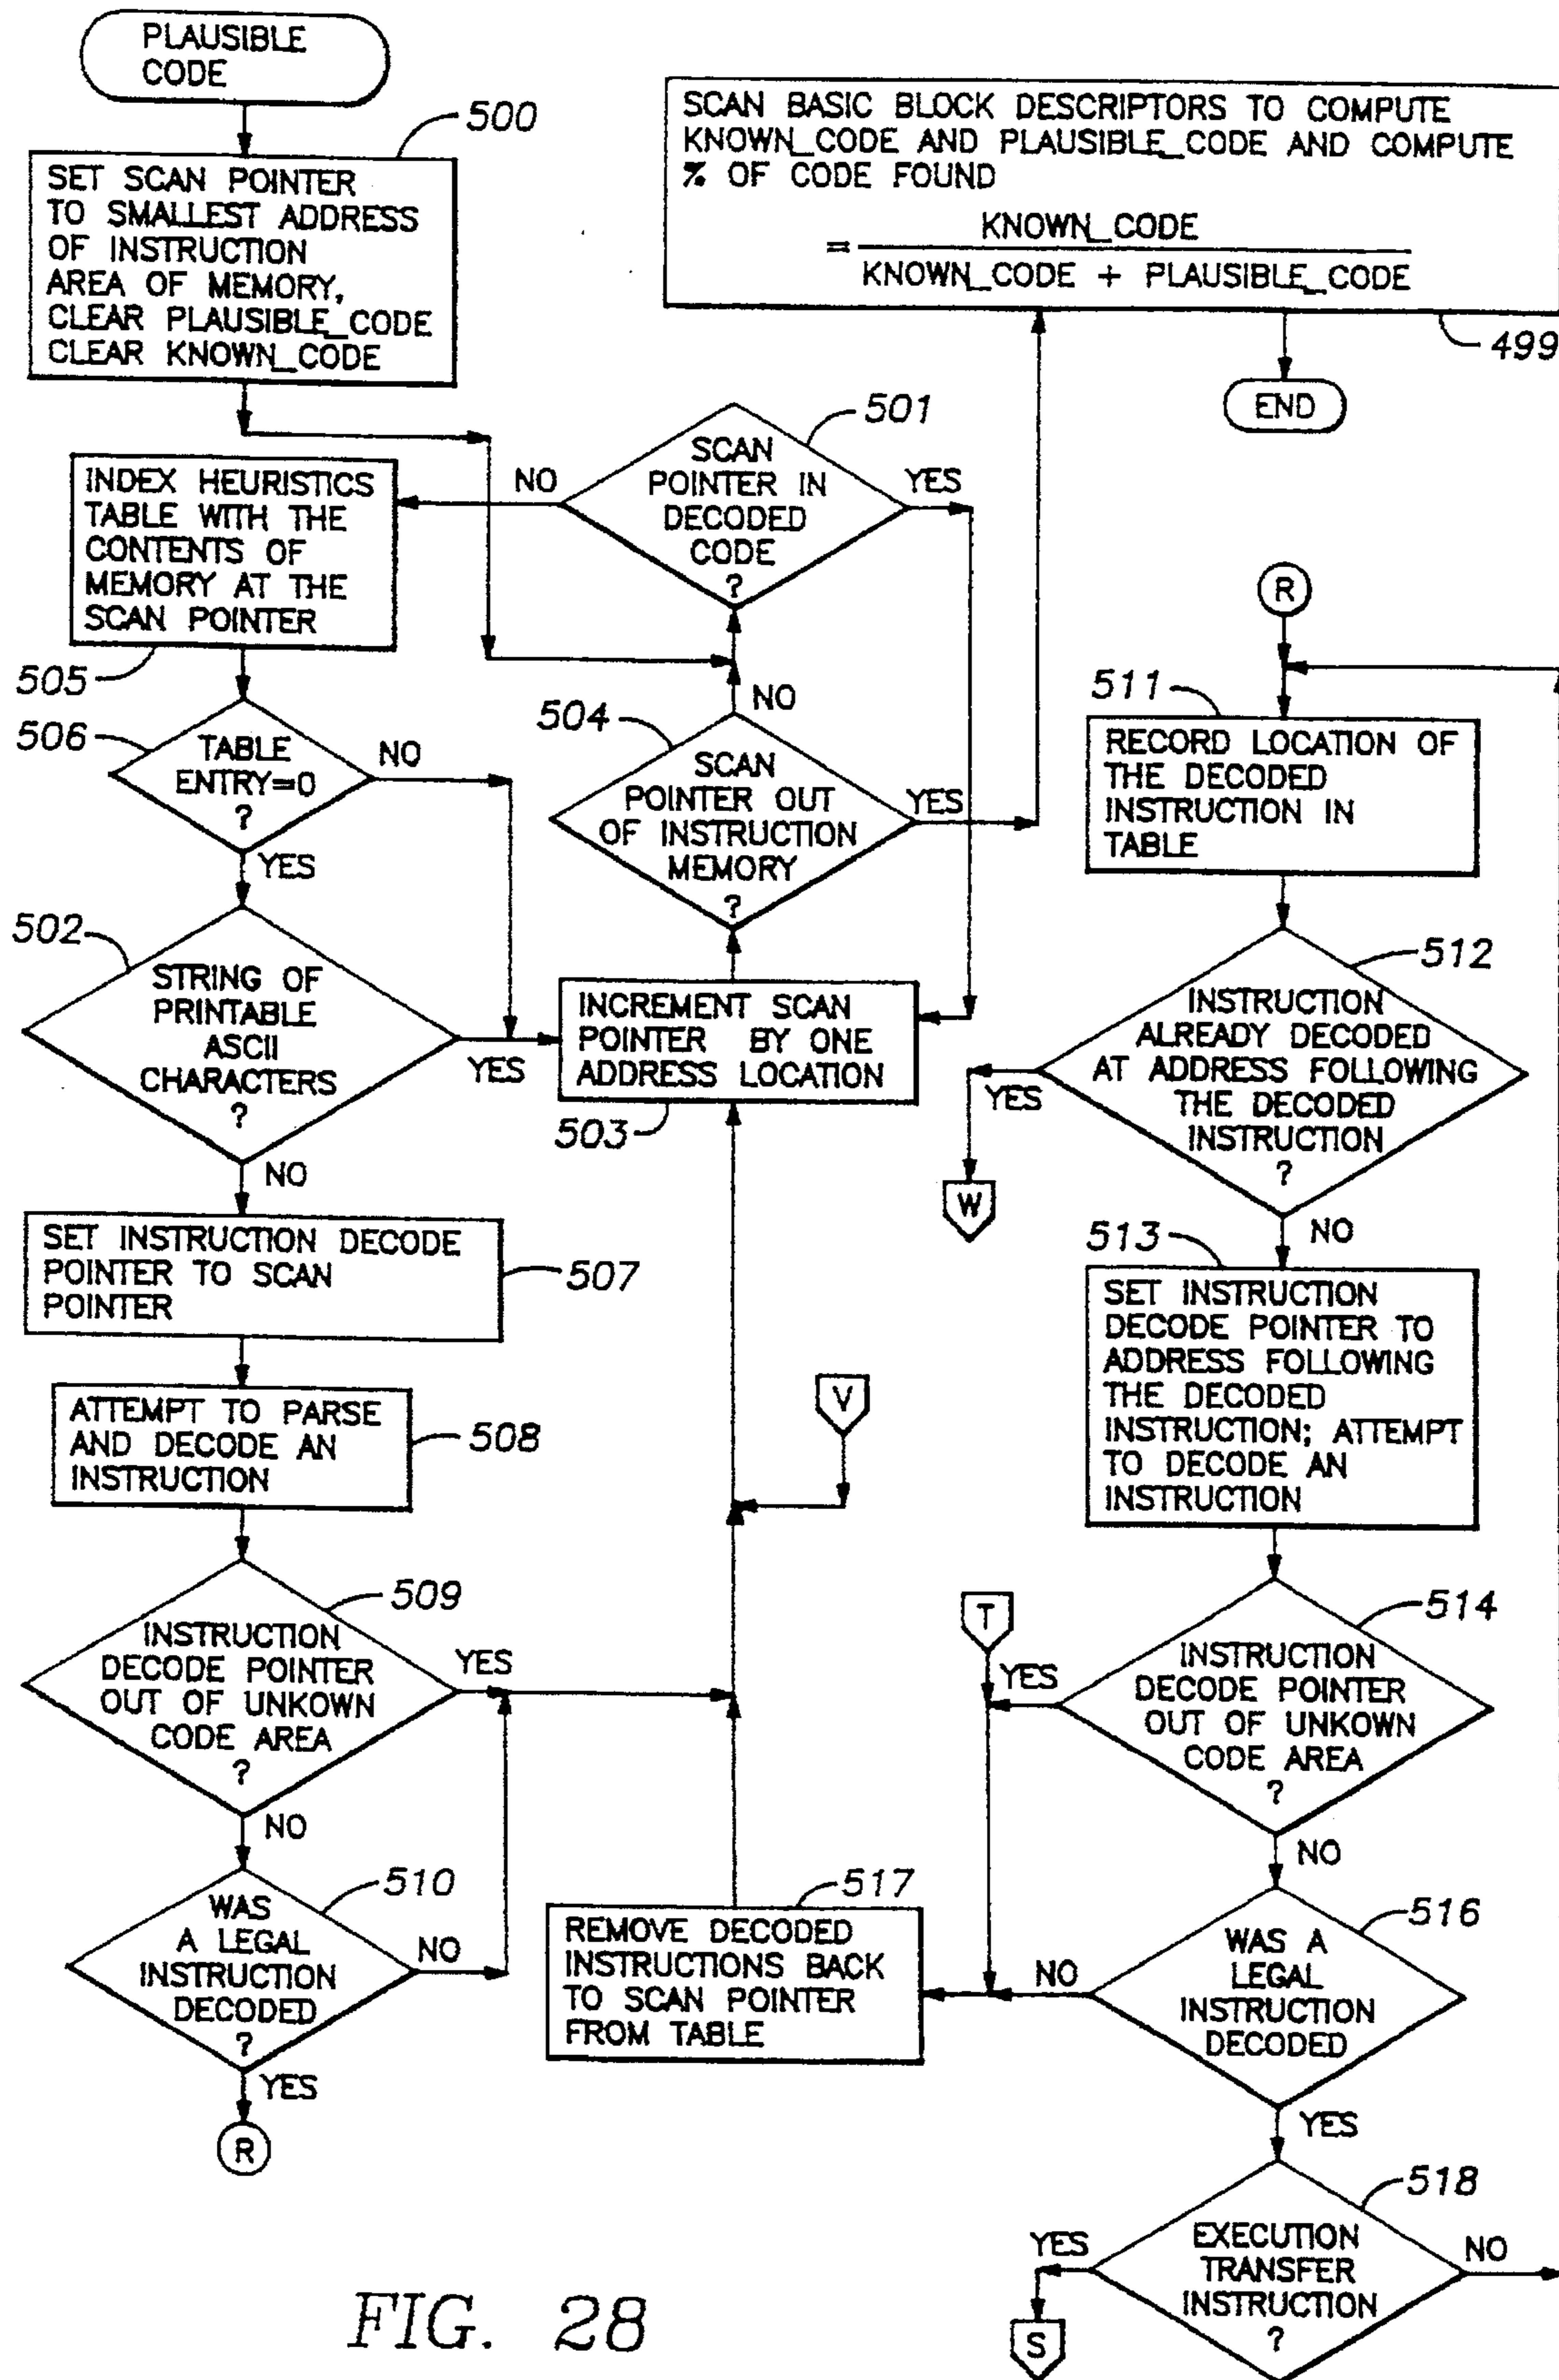 PLAUSIBLE
CODE
500
SET SCAN POINTER
TO SMALLEST ADDRESS
OF INSTRUCTION
AREA OF MEMORY,
CLEAR PLAUSIBLE_CODE
CLEAR KNOWN_CODE
SCAN BASIC BLOCK DESCRIPTORS TO COMPUTE
KNOWN_CODE AND PLAUSIBLE_CODE AND COMPUTE
% OF CODE FOUND
= KNOWN_CODE
KNOWN_CODE + PLAUSIBLE_CODE
499
END
501
SCAN
POINTER IN
DECODED
CODE
?
NO
YES
INDEX HEURISTICS
TABLE WITH THE
CONTENTS OF
MEMORY AT THE
SCAN POINTER
505
506
TABLE
ENTRY=0
?
NO
YES
504
NO
SCAN
POINTER OUT
OF INSTRUCTION
MEMORY
?
YES
502
STRING OF
PRINTABLE
ASCII
CHARACTERS
?
YES
NO
INCREMENT SCAN
POINTER BY ONE
ADDRESS LOCATION
503
SET INSTRUCTION DECODE
POINTER TO SCAN
POINTER
507
ATTEMPT TO PARSE
AND DECODE AN
INSTRUCTION
508
V
509
INSTRUCTION
DECODE POINTER
OUT OF UNKOWN
CODE AREA
?
YES
NO
510
WAS
A LEGAL
INSTRUCTION
DECODED
?
NO
YES
R
517
REMOVE DECODED
INSTRUCTIONS BACK
TO SCAN POINTER
FROM TABLE
R
511
RECORD LOCATION OF
THE DECODED
INSTRUCTION IN
TABLE
512
INSTRUCTION
ALREADY DECODED
AT ADDRESS FOLLOWING
THE DECODED
INSTRUCTION
?
YES
W
NO
513
SET INSTRUCTION
DECODE POINTER TO
ADDRESS FOLLOWING
THE DECODED
INSTRUCTION; ATTEMPT
TO DECODE AN
INSTRUCTION
T
514
YES
INSTRUCTION
DECODE POINTER
OUT OF UNKOWN
CODE AREA
?
NO
516
WAS A
LEGAL
INSTRUCTION
DECODED
NO
YES
518
EXECUTION
TRANSFER
INSTRUCTION
?
YES
NO
S
FIG. 28